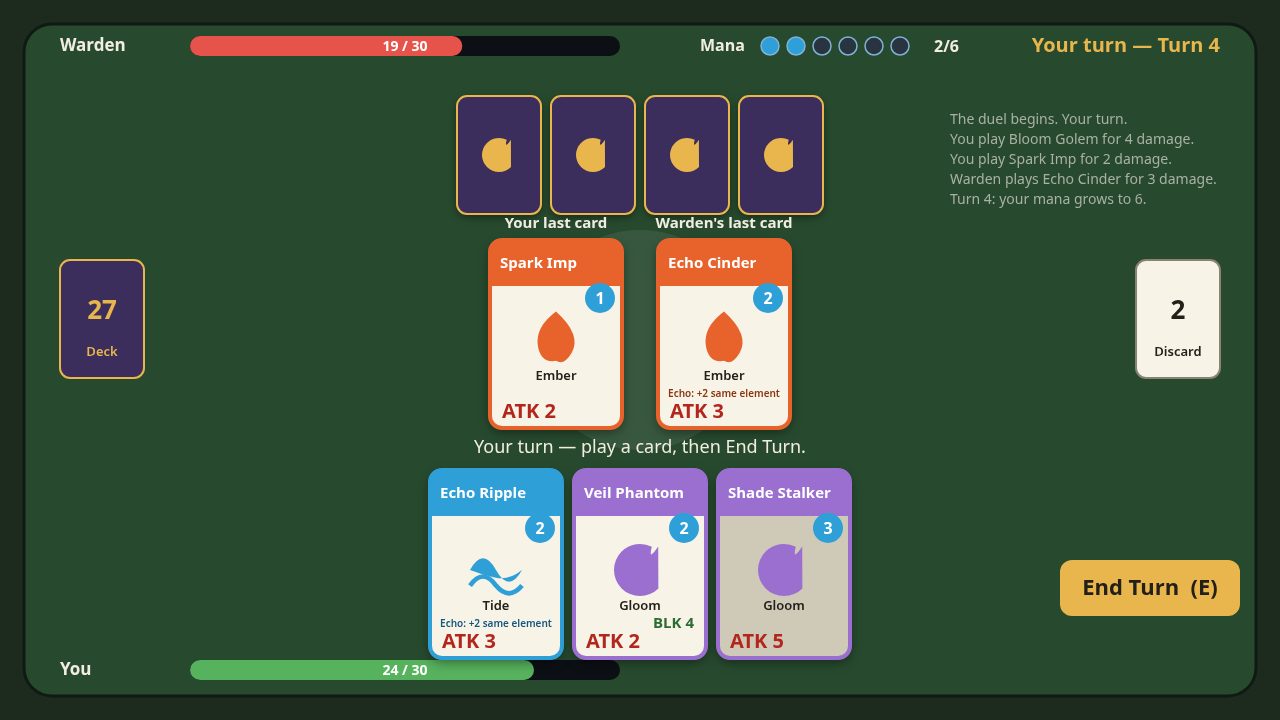 Warden
19 / 30
Mana
2/6
Your turn — Turn 4
The duel begins. Your turn.
You play Bloom Golem for 4 damage.
You play Spark Imp for 2 damage.
Warden plays Echo Cinder for 3 damage.
Turn 4: your mana grows to 6.
Your last card
Warden's last card
Spark Imp
1
Ember
ATK 2
Echo Cinder
2
Ember
Echo: +2 same element
ATK 3
27
Deck
2
Discard
Your turn — play a card, then End Turn.
Echo Ripple
2
Tide
Echo: +2 same element
ATK 3
Veil Phantom
2
Gloom
BLK 4
ATK 2
Shade Stalker
3
Gloom
ATK 5
End Turn (E)
You
24 / 30